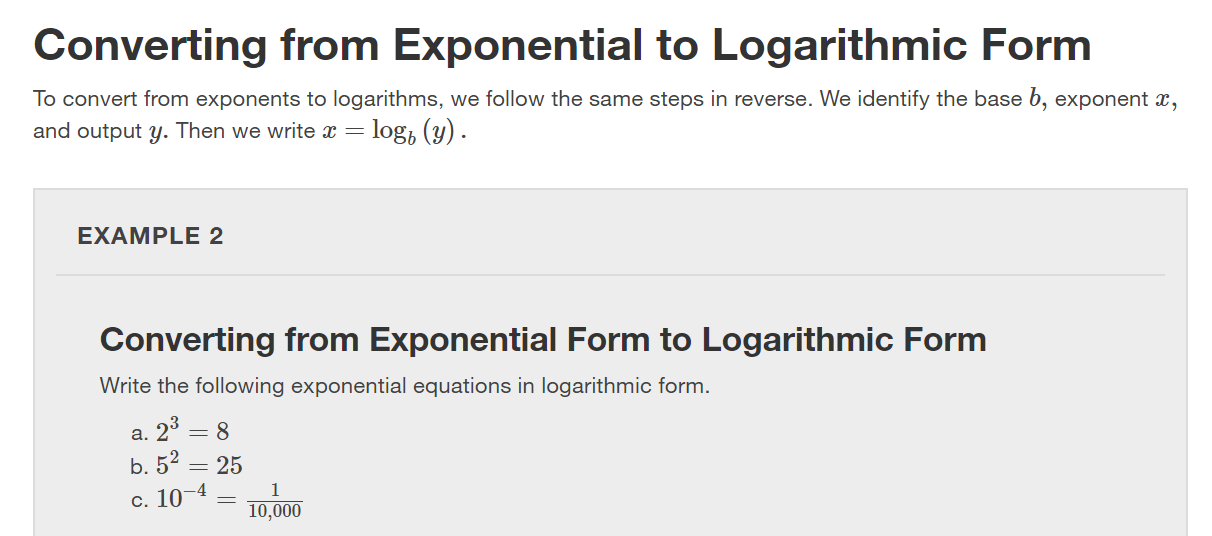 Converting from Exponential to Logarithmic Form
To convert from exponents to logarithms, we follow the same steps in reverse. We identify the base b, exponent x,
and output y. Then we write x = log_b (y).
EXAMPLE 2
Converting from Exponential Form to Logarithmic Form
Write the following exponential equations in logarithmic form.
a. 2^3 = 8
b. 5^2 = 25
c. 10^−4 = 1/10,000